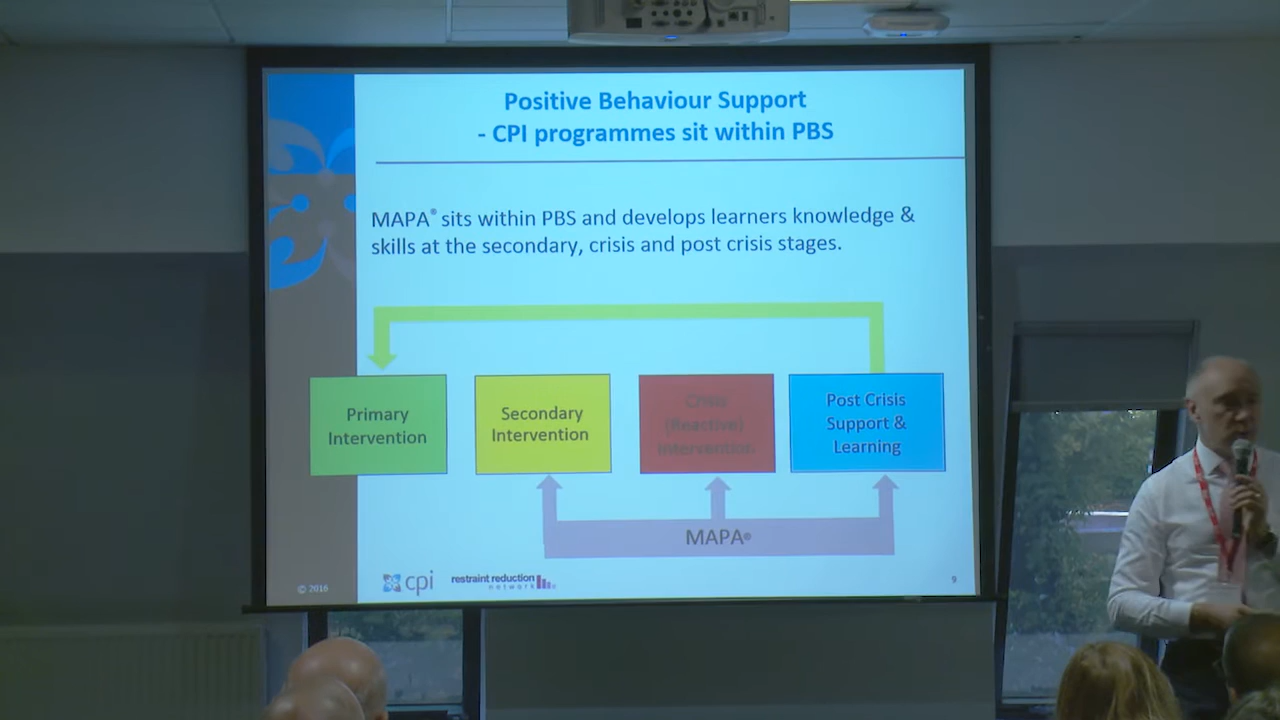 Positive Behaviour Support
- CPI programmes sit within PBS
MAPA® sits within PBS and develops learners knowledge &
skills at the secondary, crisis and post crisis stages.
Primary
Intervention
Secondary
Intervention
Crisis
(Reactive)
Intervention
Post Crisis
Support &
Learning
MAPA®
© 2016
cpi
restraint reduction
network
9